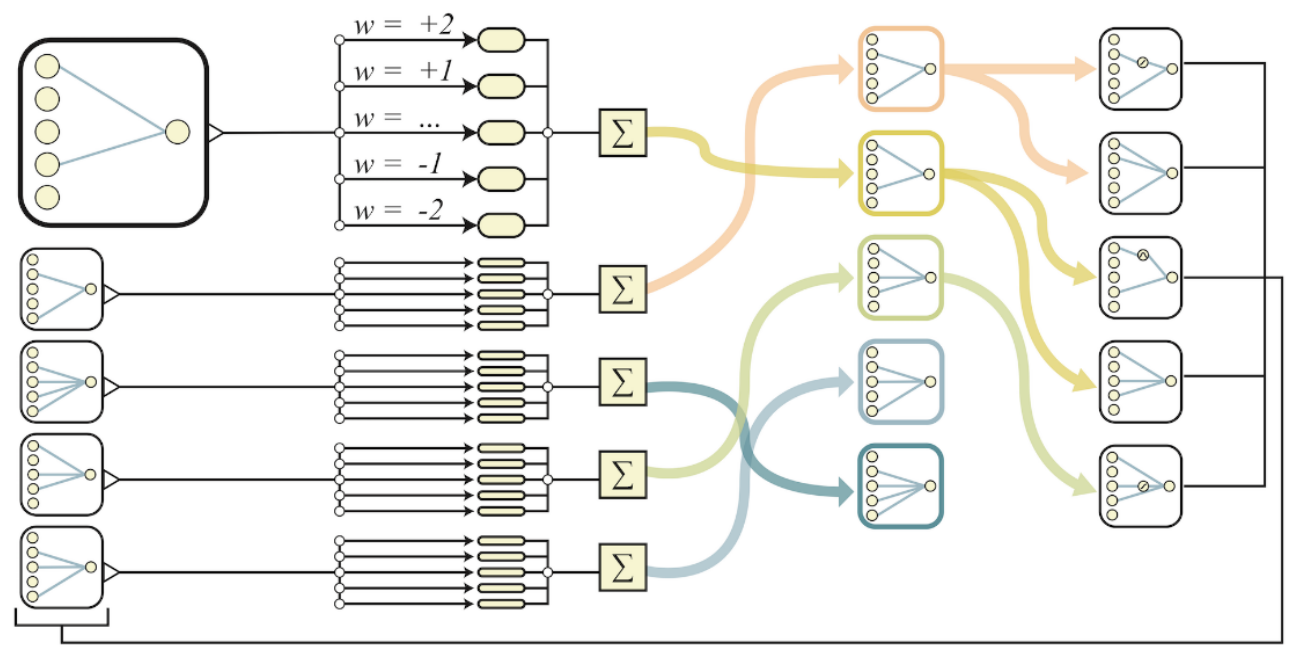 w = +2
w = +1
w = ...
w = -1
w = -2
Σ
Σ
Σ
Σ
Σ